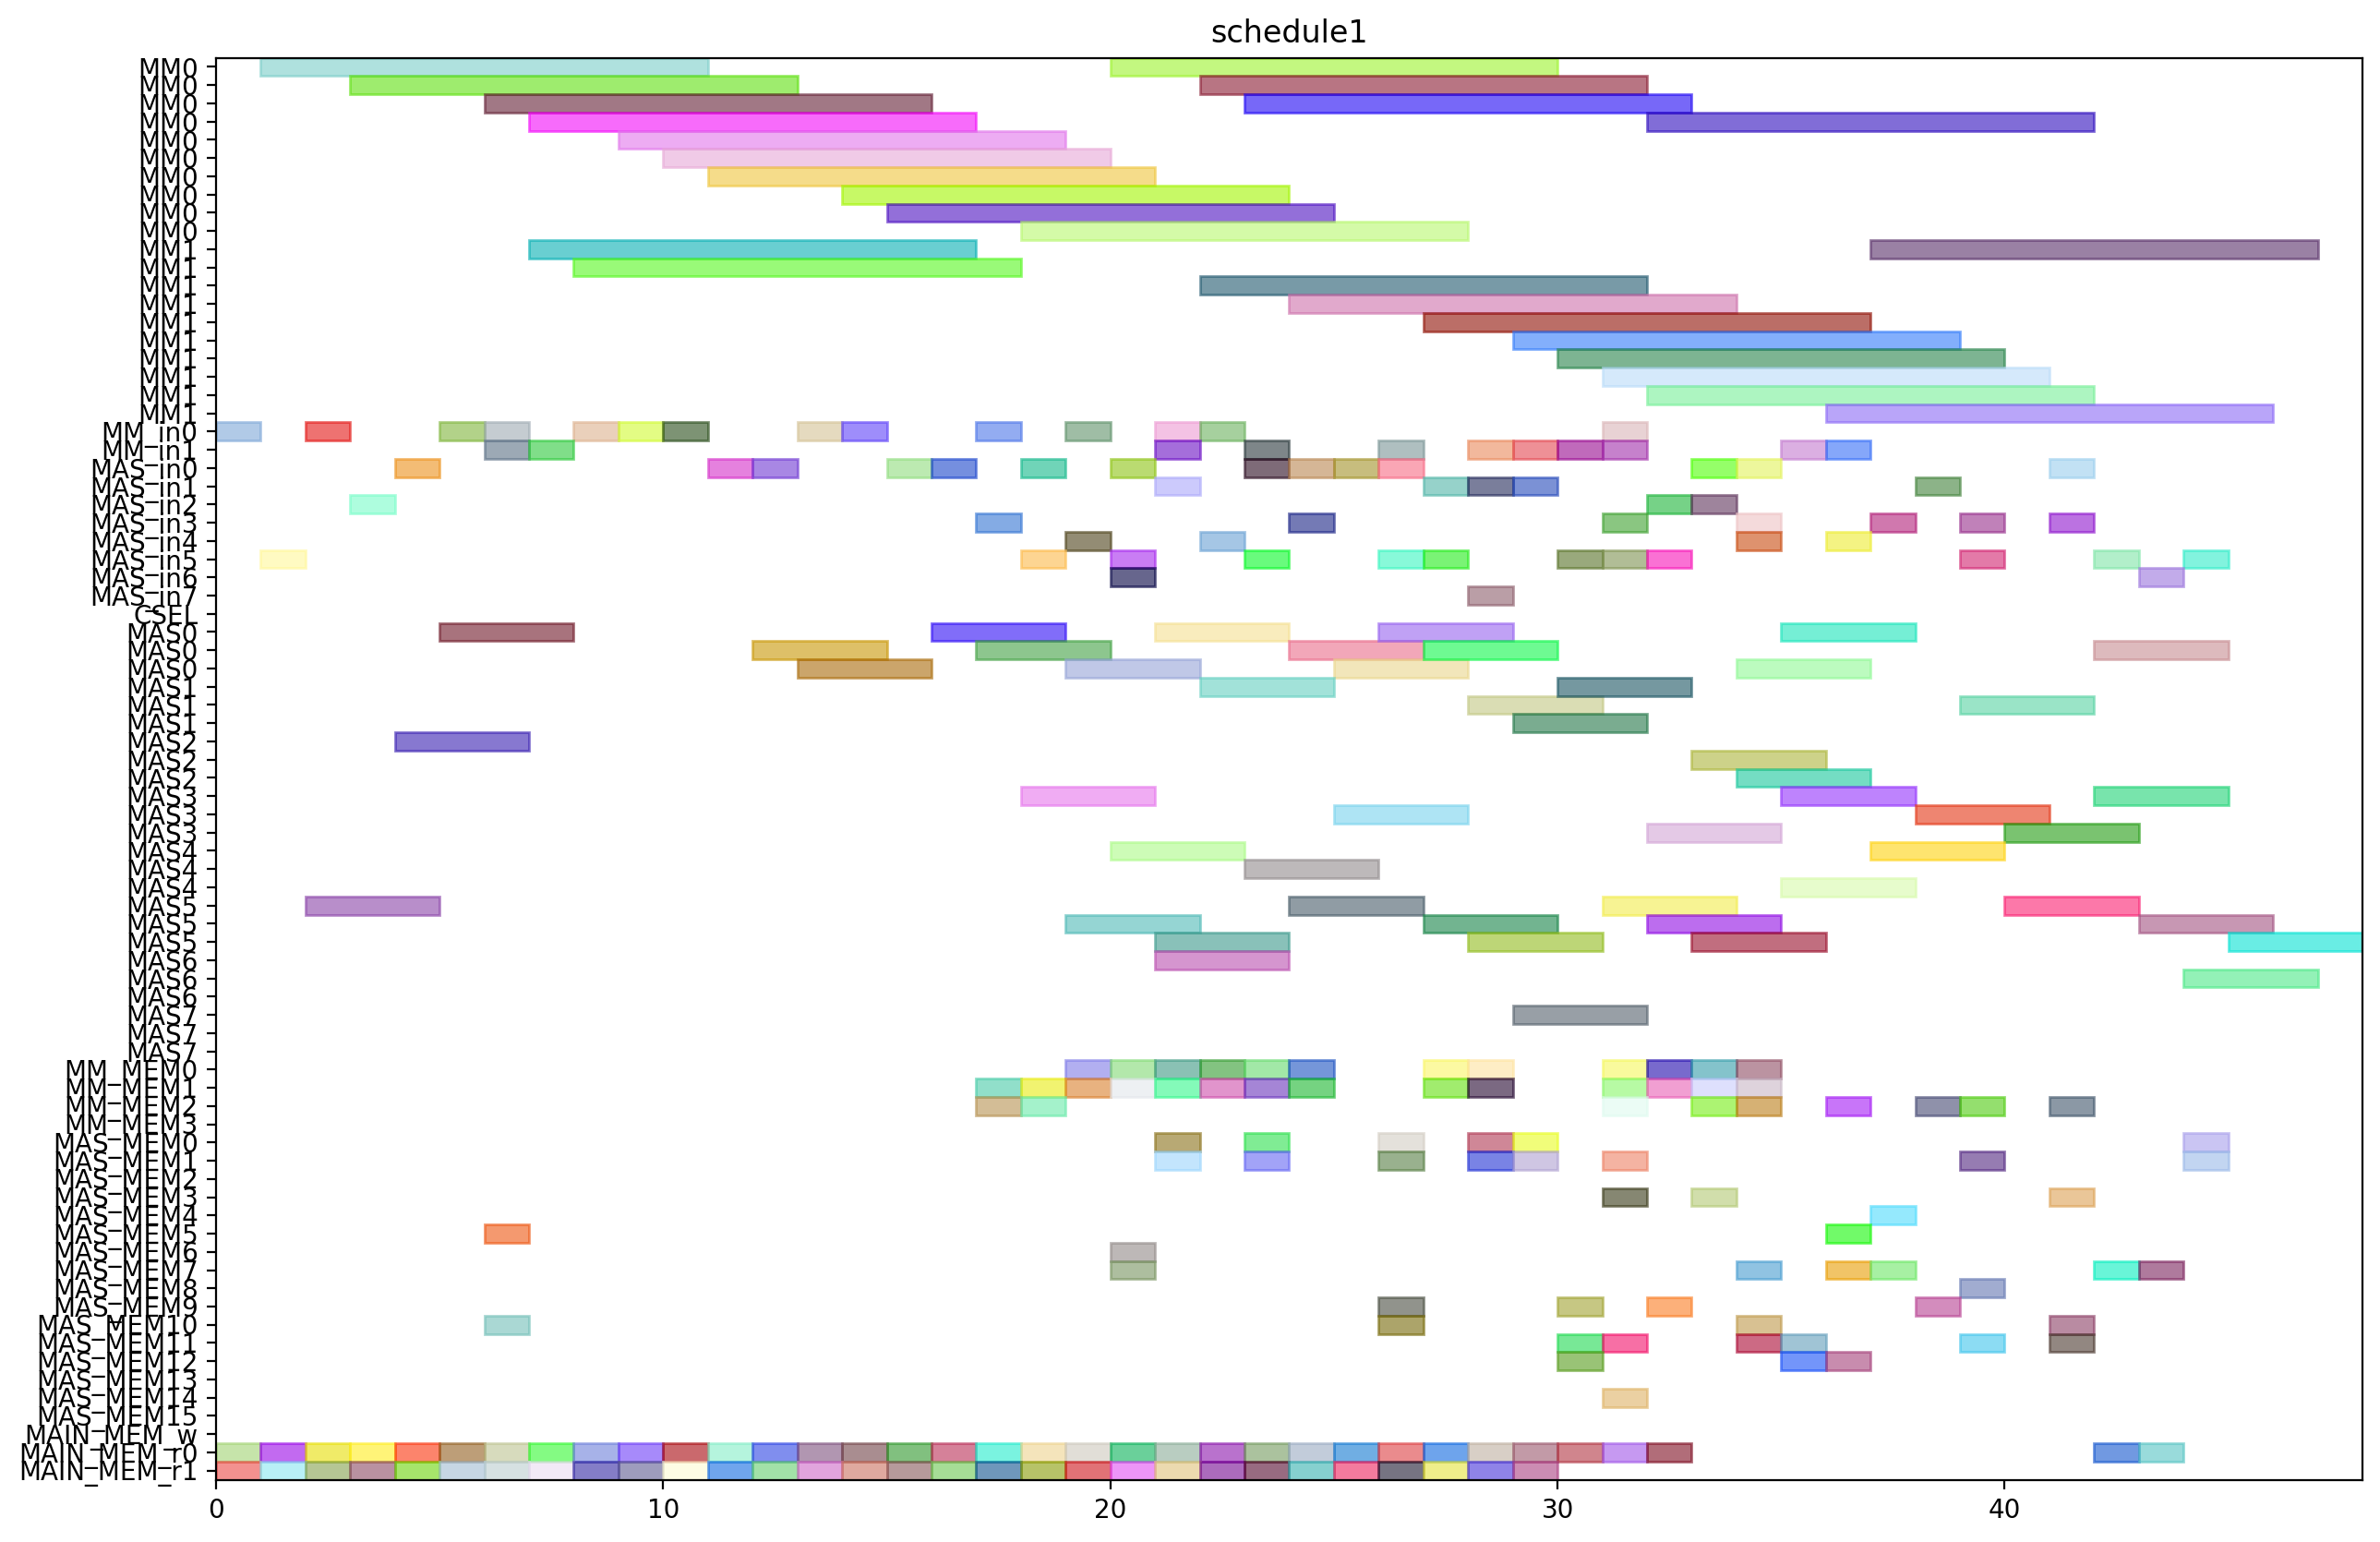 schedule1
MM0
MM0
MM0
MM0
MM0
MM0
MM0
MM0
MM0
MM0
MM1
MM1
MM1
MM1
MM1
MM1
MM1
MM1
MM1
MM1
MM_in0
MM_in1
MAS_in0
MAS_in1
MAS_in2
MAS_in3
MAS_in4
MAS_in5
MAS_in6
MAS_in7
CSEL
MAS0
MAS0
MAS0
MAS1
MAS1
MAS1
MAS2
MAS2
MAS2
MAS3
MAS3
MAS3
MAS4
MAS4
MAS4
MAS5
MAS5
MAS5
MAS6
MAS6
MAS6
MAS7
MAS7
MAS7
MM_MEM0
MM_MEM1
MM_MEM2
MM_MEM3
MAS_MEM0
MAS_MEM1
MAS_MEM2
MAS_MEM3
MAS_MEM4
MAS_MEM5
MAS_MEM6
MAS_MEM7
MAS_MEM8
MAS_MEM9
MAS_MEM10
MAS_MEM11
MAS_MEM12
MAS_MEM13
MAS_MEM14
MAS_MEM15
MAIN_MEM_w
MAIN_MEM_r0
MAIN_MEM_r1
0 10 20 30 40